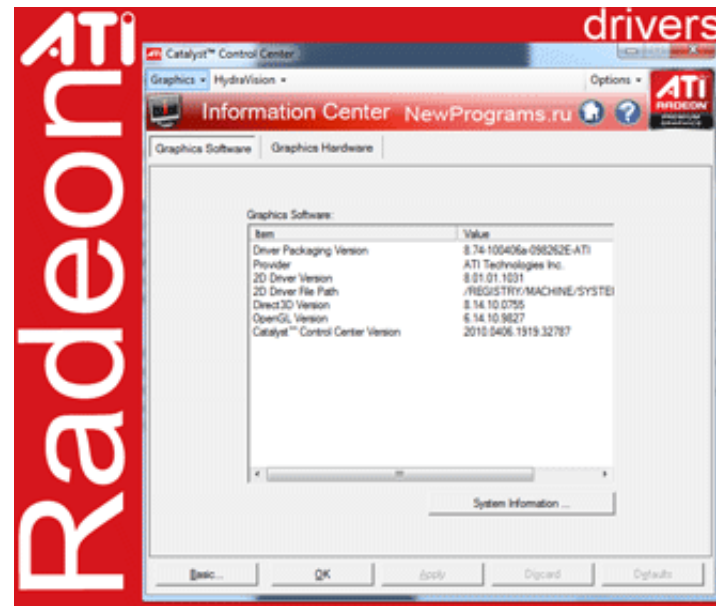 drivers
ATI
Radeon
ATI Catalyst™ Control Center
Graphics HydraVision Options
ATI
RADEON
PREMIUM
GRAPHICS
Information Center NewPrograms.ru
Graphics Software Graphics Hardware
Graphics Software:
Item Value
Driver Packaging Version 8.74-100406a-098262E-ATI
Provider ATI Technologies Inc.
2D Driver Version 8.01.01.1031
2D Driver File Path /REGISTRY/MACHINE/SYSTE
Direct3D Version 8.14.10.0755
OpenGL Version 6.14.10.9827
Catalyst™ Control Center Version 2010.0406.1919.32787
System Information ...
Basic... OK Apply Discard Defaults